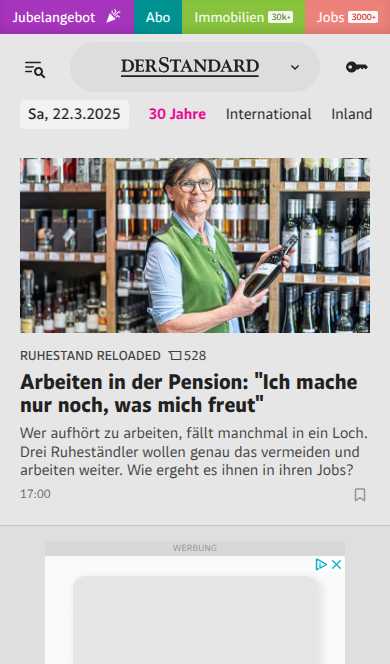 Jubelangebot Abo Immobilien 30k+ Jobs 3000+
DERSTANDARD
Sa, 22.3.2025 30 Jahre International Inland
RUHESTAND RELOADED 528
Arbeiten in der Pension: "Ich mache
nur noch, was mich freut"
Wer aufhört zu arbeiten, fällt manchmal in ein Loch.
Drei Ruheständler wollen genau das vermeiden und
arbeiten weiter. Wie ergeht es ihnen in ihren Jobs?
17:00
WERBUNG